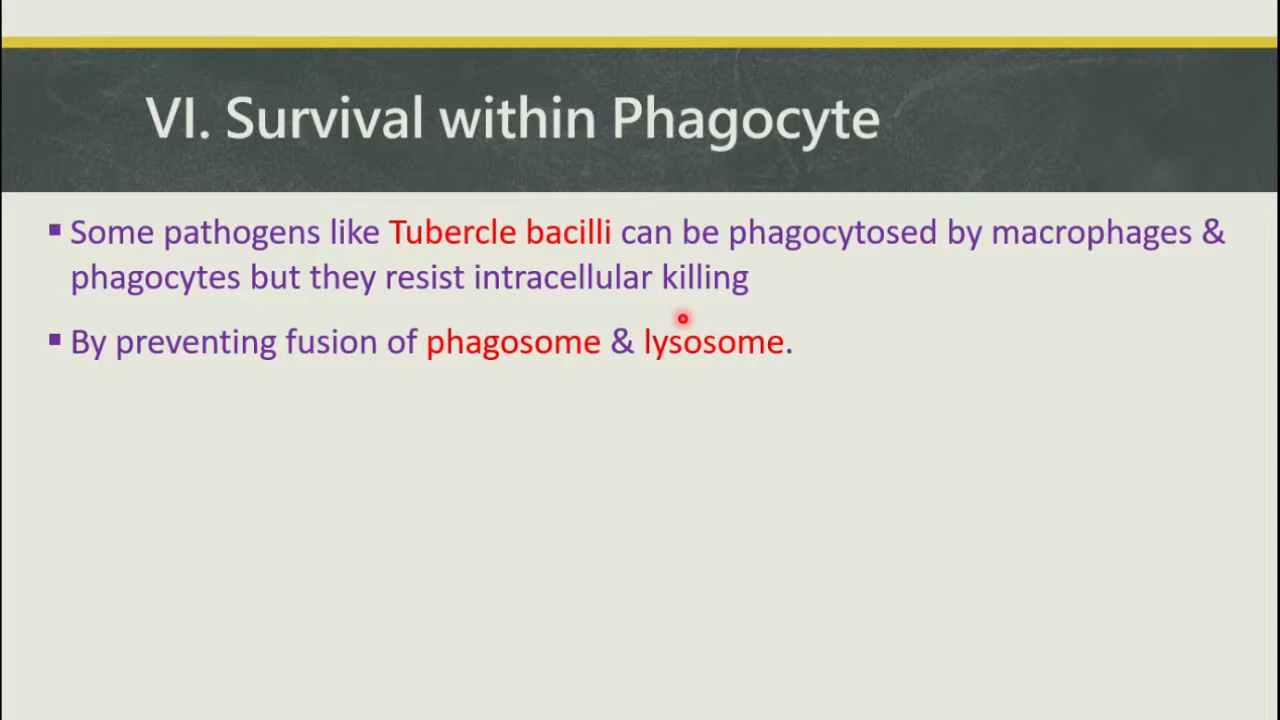 VI. Survival within Phagocyte
▪ Some pathogens like Tubercle bacilli can be phagocytosed by macrophages &
phagocytes but they resist intracellular killing
▪ By preventing fusion of phagosome & lysosome.